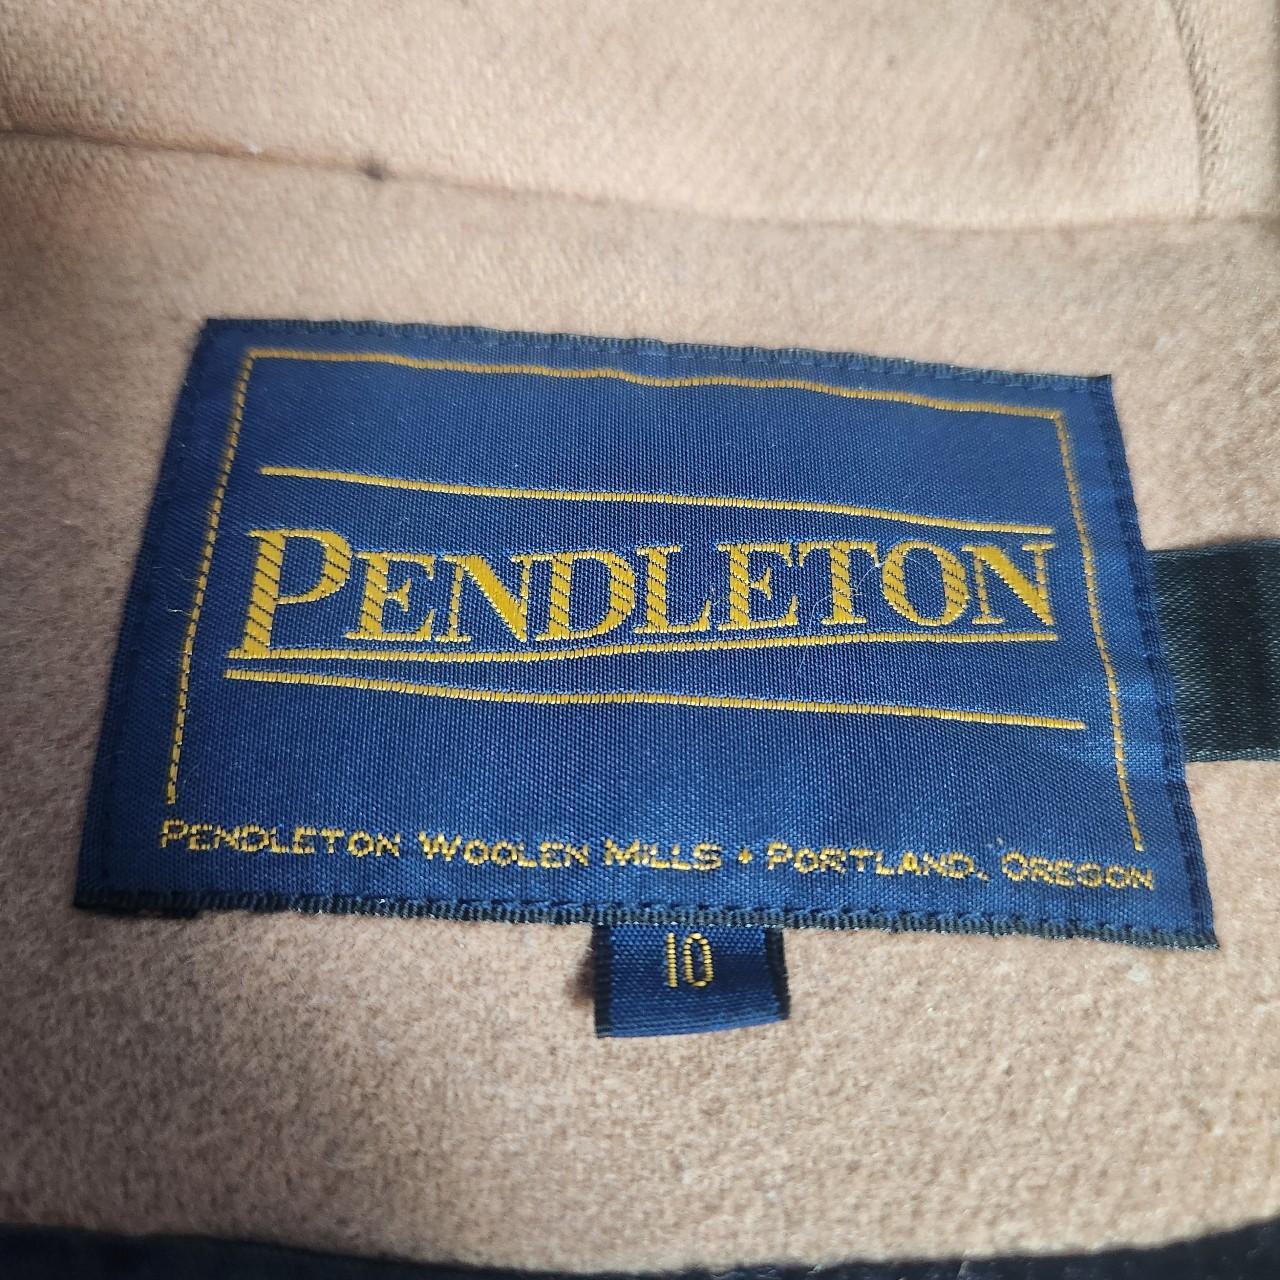 PENDLETON
PENDLETON WOOLEN MILLS • PORTLAND, OREGON
10